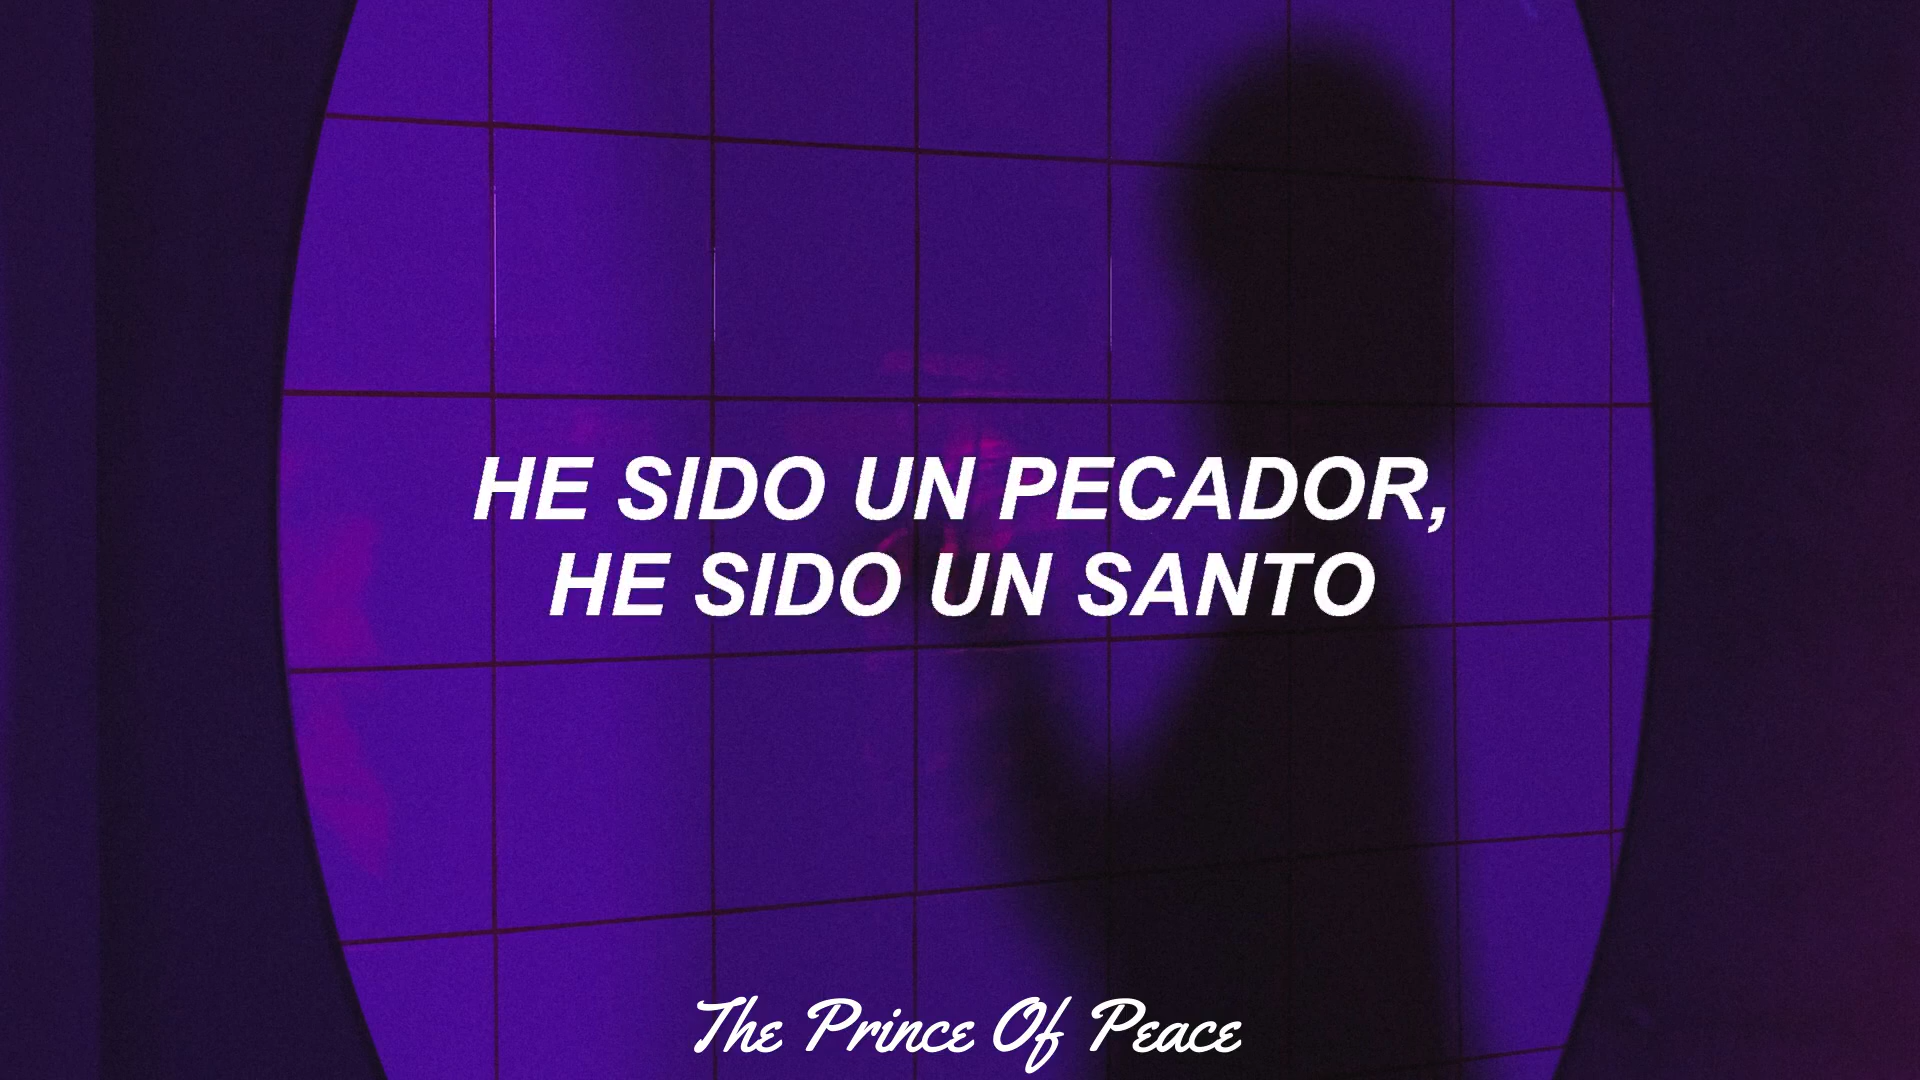 HE SIDO UN PECADOR,
HE SIDO UN SANTO
The Prince Of Peace